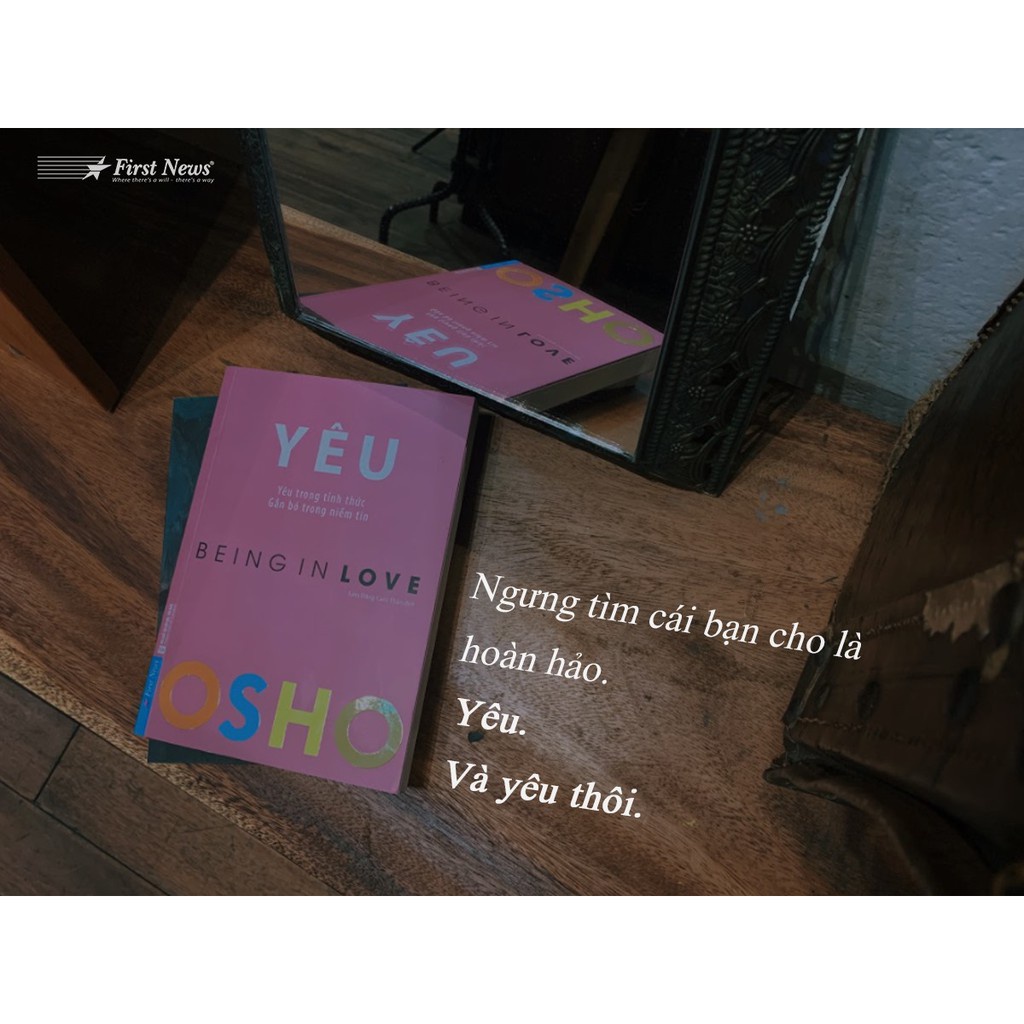 First News®
Where there's a will - there's a way
OSHO
BEING IN LOVE
YÊU
YÊU
Yêu trong tỉnh thức
Gắn bó trong niềm tin
BEING IN LOVE
First News
OSHO
Ngưng tìm cái bạn cho là
hoàn hảo.
Yêu.
Và yêu thôi.